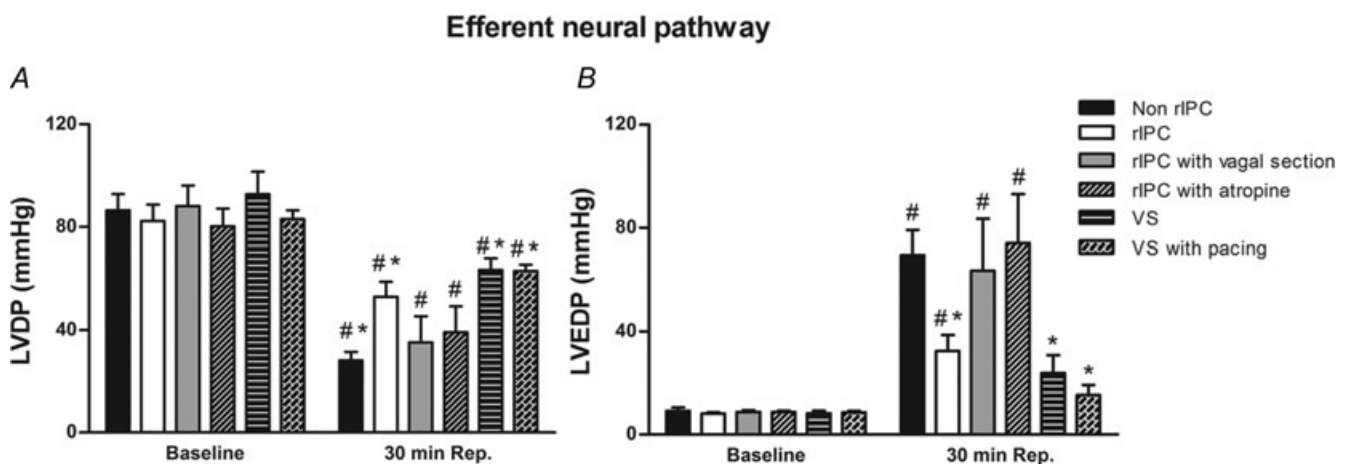 Efferent neural pathway
A
LVDP (mmHg)
120
80
40
0
# *
# *
#
#
# *
# *
Baseline
30 min Rep.
B
LVEDP (mmHg)
120
80
40
0
#
# *
#
#
*
*
Baseline
30 min Rep.
Non rIPC
rIPC
rIPC with vagal section
rIPC with atropine
VS
VS with pacing